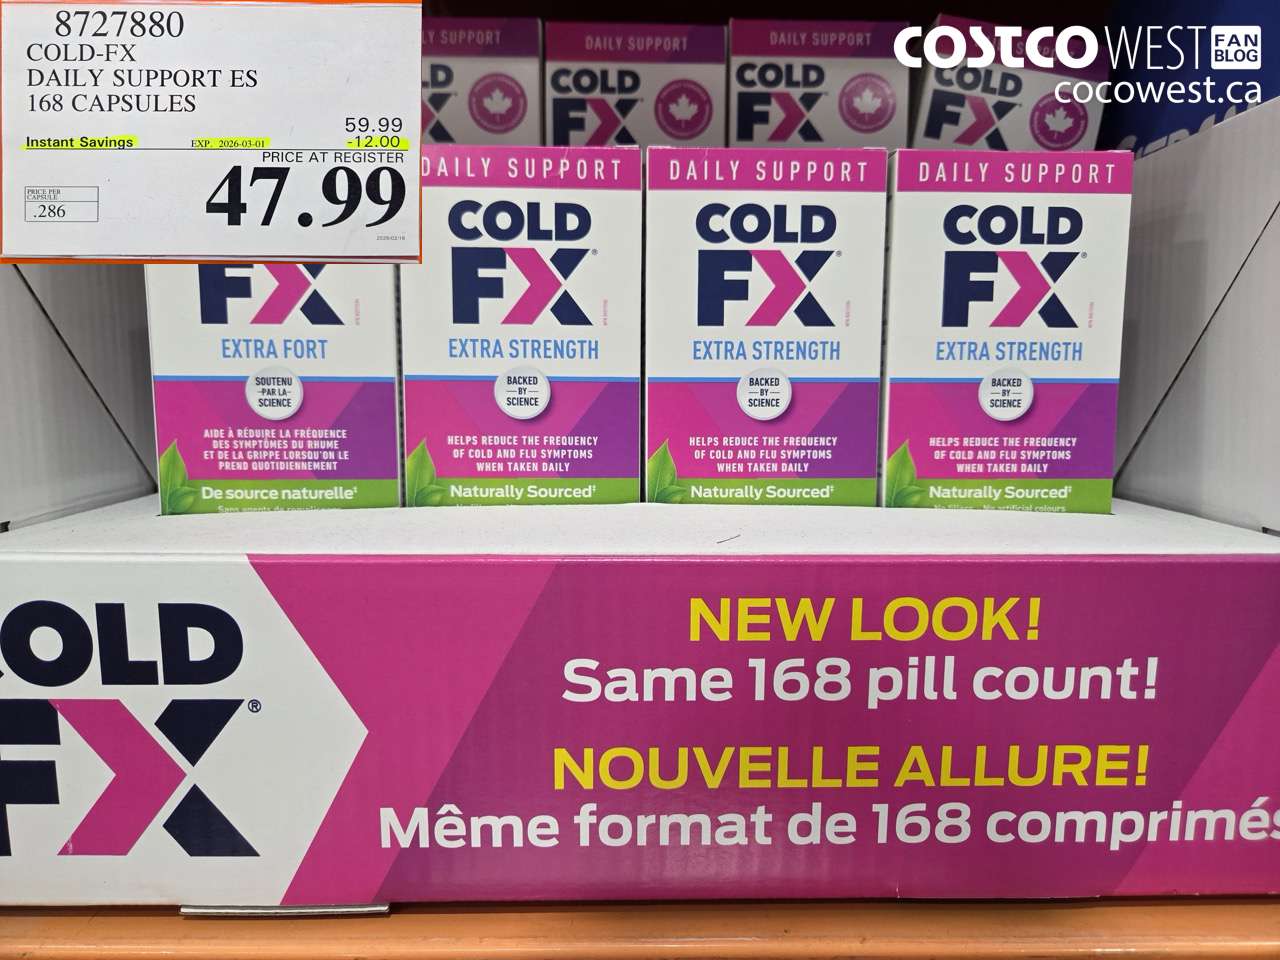 8727880
COLD-FX
DAILY SUPPORT ES
168 CAPSULES
59.99
Instant Savings EXP. 2026-03-01 -12.00
PRICE AT REGISTER
47.99
PRICE PER
CAPSULE
.286
COSTCO WEST FAN BLOG
cocowest.ca
DAILY SUPPORT
COLD
FX
DAILY SUPPORT
COLD
FX
DAILY SUPPORT
COLD
FX
FX
EXTRA FORT
SOUTENU
PAR LA
SCIENCE
AIDE À RÉDUIRE LA FRÉQUENCE
DES SYMPTÔMES DU RHUME
ET DE LA GRIPPE LORSQU'ON LE
PREND QUOTIDIENNEMENT
De source naturelle‡
DAILY SUPPORT
COLD
FX®
EXTRA STRENGTH
BACKED
BY
SCIENCE
HELPS REDUCE THE FREQUENCY
OF COLD AND FLU SYMPTOMS
WHEN TAKEN DAILY
Naturally Sourced‡
DAILY SUPPORT
COLD
FX®
EXTRA STRENGTH
BACKED
BY
SCIENCE
HELPS REDUCE THE FREQUENCY
OF COLD AND FLU SYMPTOMS
WHEN TAKEN DAILY
Naturally Sourced‡
DAILY SUPPORT
COLD
FX®
EXTRA STRENGTH
BACKED
BY
SCIENCE
HELPS REDUCE THE FREQUENCY
OF COLD AND FLU SYMPTOMS
WHEN TAKEN DAILY
Naturally Sourced‡
No fillers No artificial colours
COLD
FX®
NEW LOOK!
Same 168 pill count!
NOUVELLE ALLURE!
Même format de 168 comprimés